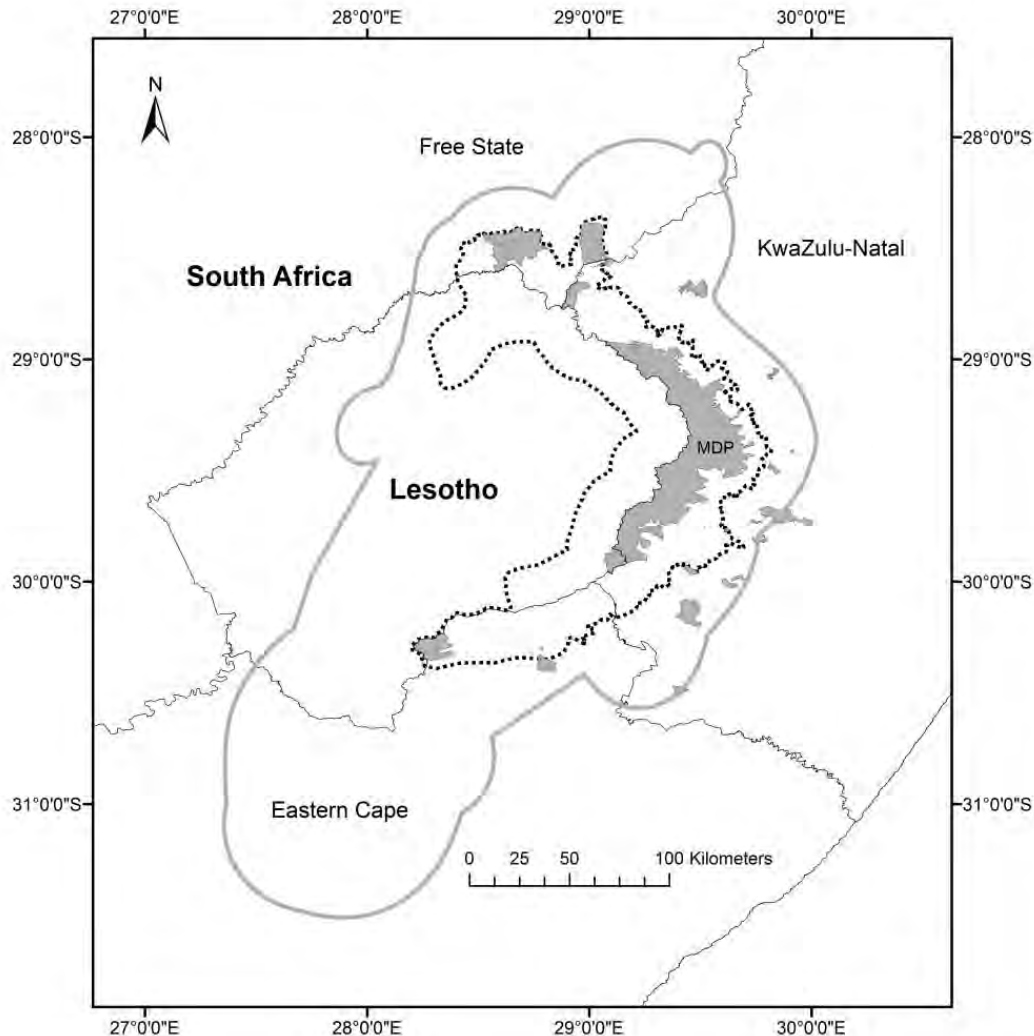 27°0'0"E 28°0'0"E 29°0'0"E 30°0'0"E
N
28°0'0"S 28°0'0"S
Free State
KwaZulu-Natal
South Africa
29°0'0"S 29°0'0"S
MDP
Lesotho
30°0'0"S 30°0'0"S
31°0'0"S 31°0'0"S
Eastern Cape
0 25 50 100 Kilometers
27°0'0"E 28°0'0"E 29°0'0"E 30°0'0"E